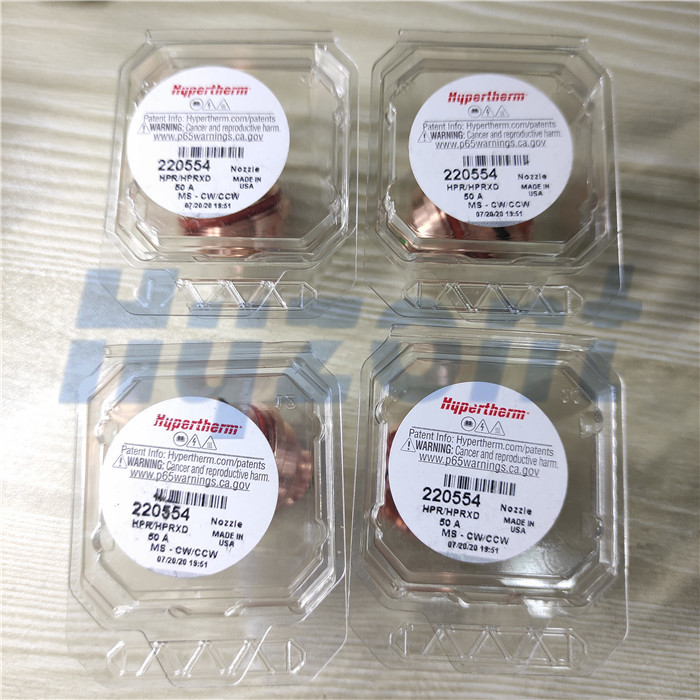 Hypertherm
Patent Info: Hypertherm.com/patents
WARNING: Cancer and reproductive harm.
www.p65warnings.ca.gov
220554 Nozzle
HPR/HPRXD MADE IN
50 A USA
MS - CW/CCW
07/20/20 19:51
Hypertherm
Patent Info: Hypertherm.com/patents
WARNING: Cancer and reproductive harm.
www.p65warnings.ca.gov
220554 Nozzle
HPR/HPRXD MADE IN
50 A USA
MS - CW/CCW
07/20/20 19:51
Hypertherm
Patent Info: Hypertherm.com/patents
WARNING: Cancer and reproductive harm.
www.p65warnings.ca.gov
220554 Nozzle
HPR/HPRXD MADE IN
50 A USA
MS - CW/CCW
07/20/20 19:51
Hypertherm
Patent Info: Hypertherm.com/patents
WARNING: Cancer and reproductive harm.
www.p65warnings.ca.gov
220554 Nozzle
HPR/HPRXD MADE IN
50 A USA
MS - CW/CCW
07/20/20 19:51